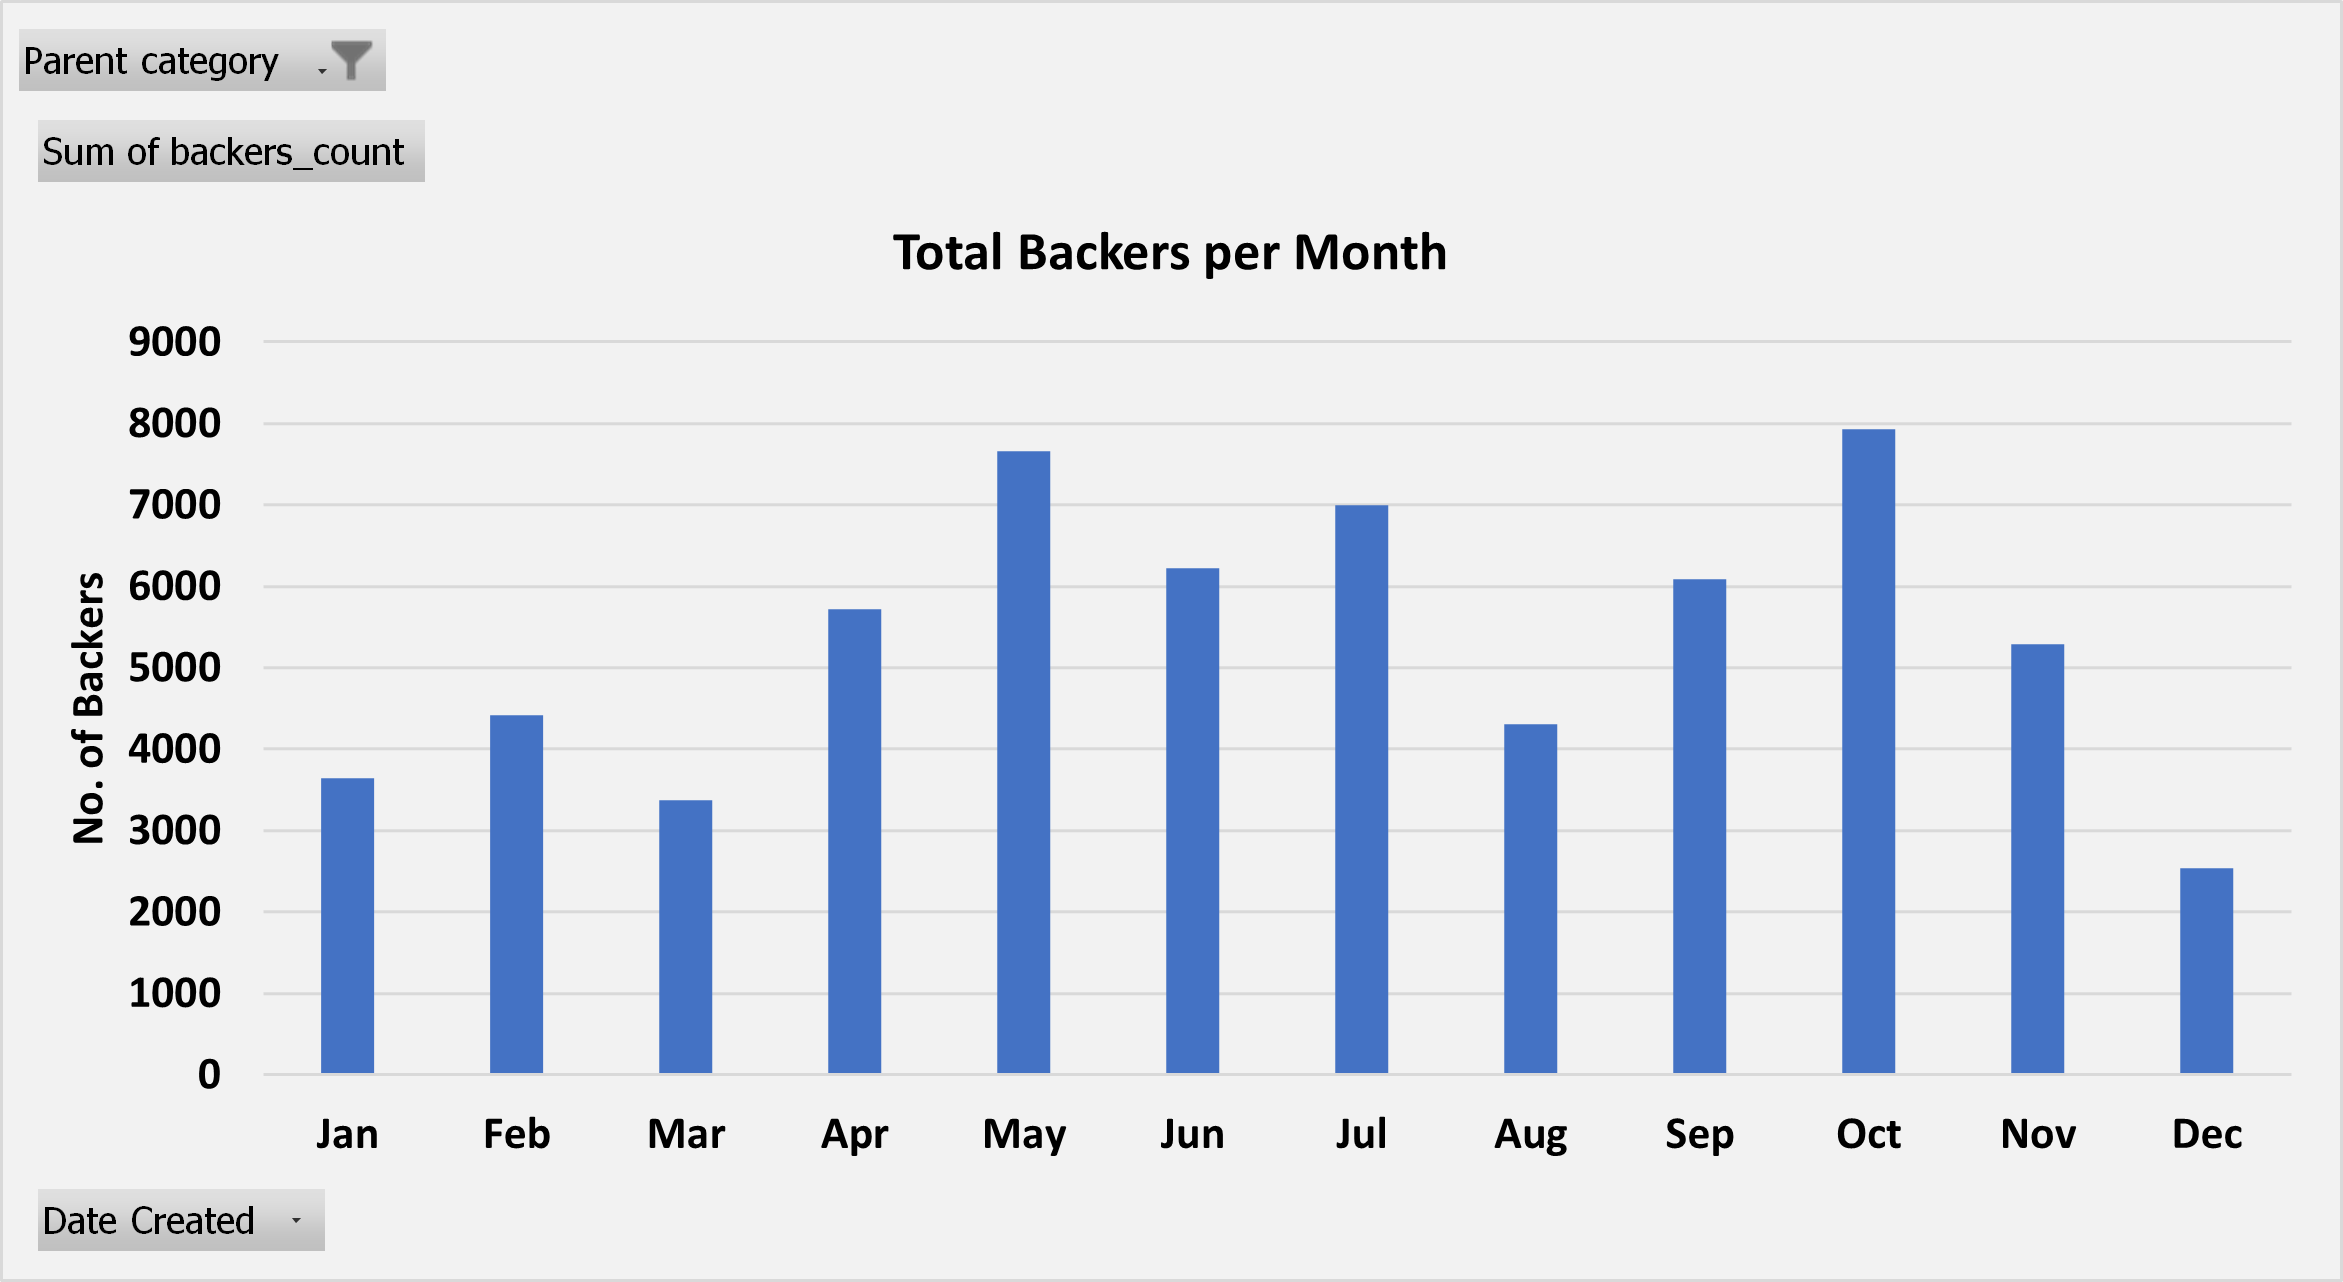 Parent category
Sum of backers_count
Total Backers per Month
9000
8000
7000
6000
5000
4000
3000
2000
1000
0
No. of Backers
Jan Feb Mar Apr May Jun Jul Aug Sep Oct Nov Dec
Date Created